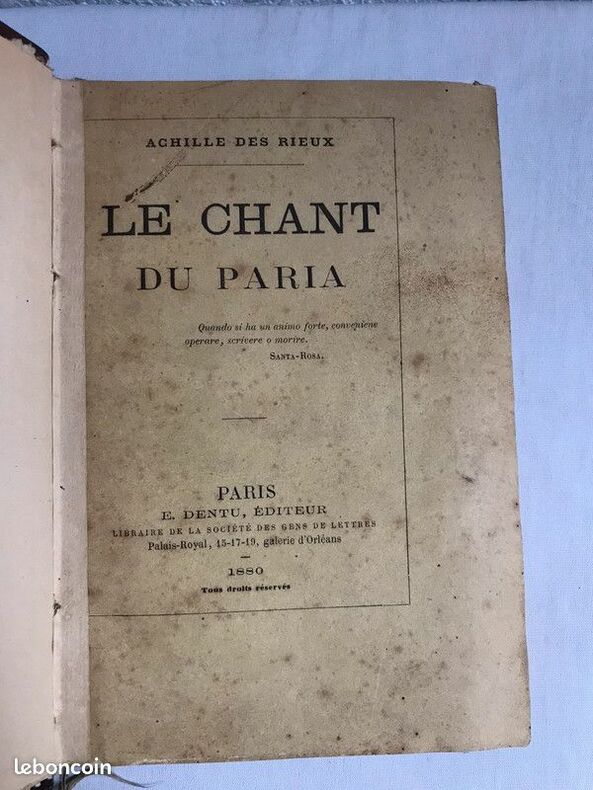 ACHILLE DES RIEUX
LE CHANT
DU PARIA
Quando si ha un animo forte, conveniene
operare, scrivere o morire.
SANTA-ROSA.
PARIS
E. DENTU, ÉDITEUR
LIBRAIRE DE LA SOCIÉTÉ DES GENS DE LETTRES
Palais-Royal, 15-17-19, galerie d'Orléans
1880
Tous droits réservés
leboncoin